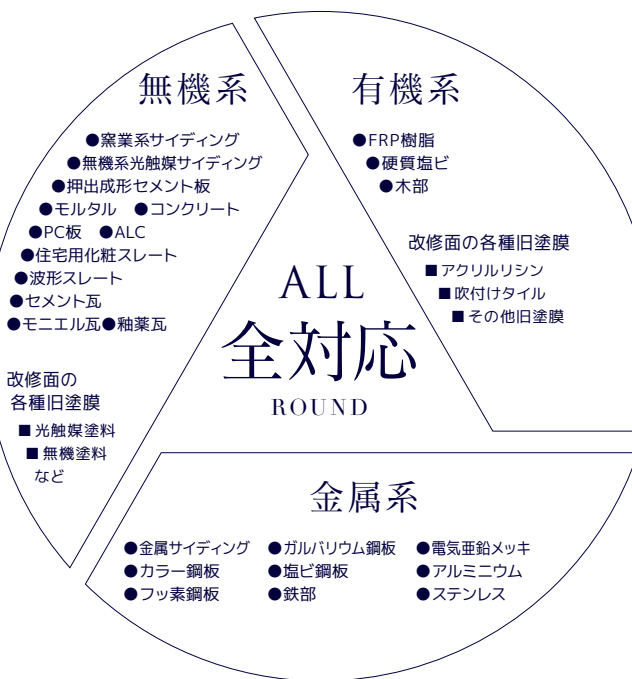 無機系
●窯業系サイディング
●無機系光触媒サイディング
●押出成形セメント板
●モルタル ●コンクリート
●PC板 ●ALC
●住宅用化粧スレート
●波形スレート
●セメント瓦
●モニエル瓦●釉薬瓦
改修面の
各種旧塗膜
■光触媒塗料
■無機塗料
など
有機系
●FRP樹脂
●硬質塩ビ
●木部
改修面の各種旧塗膜
■アクリルリシン
■吹付けタイル
■その他旧塗膜
ALL
全対応
ROUND
金属系
●金属サイディング ●ガルバリウム鋼板 ●電気亜鉛メッキ
●カラー鋼板 ●塩ビ鋼板 ●アルミニウム
●フッ素鋼板 ●鉄部 ●ステンレス